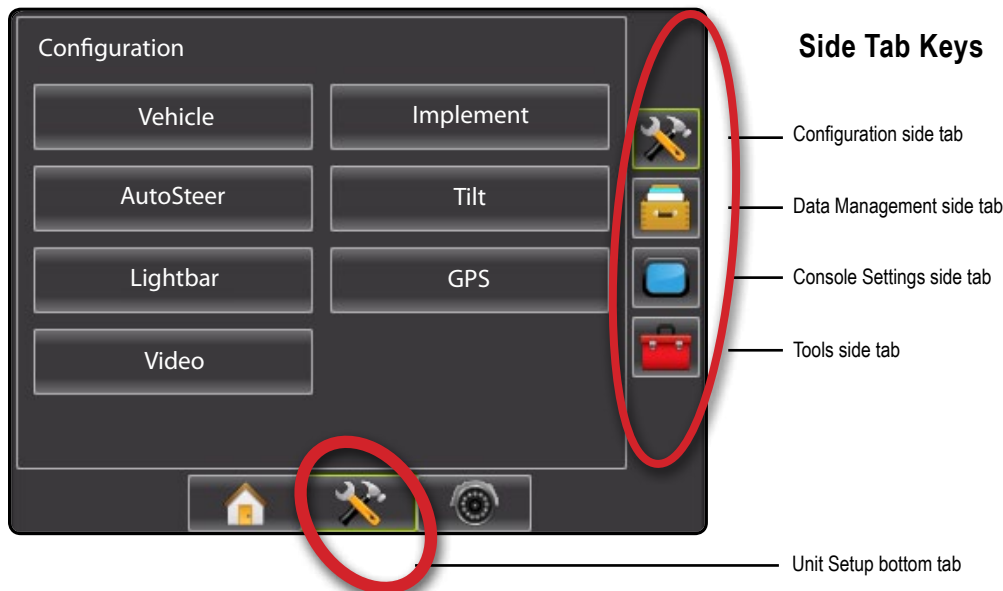 Configuration
Vehicle
Implement
AutoSteer
Tilt
Lightbar
GPS
Video
Side Tab Keys
Configuration side tab
Data Management side tab
Console Settings side tab
Tools side tab
Unit Setup bottom tab